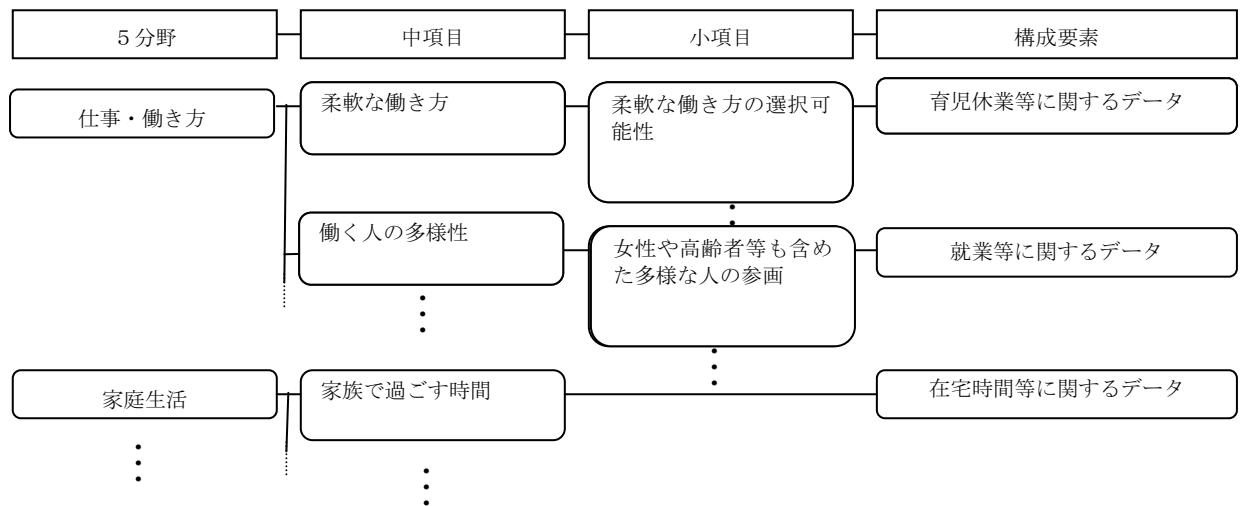 ５分野
中項目
小項目
構成要素
仕事・働き方
柔軟な働き方
柔軟な働き方の選択可
能性
育児休業等に関するデータ
働く人の多様性
女性や高齢者等も含め
た多様な人の参画
就業等に関するデータ
家庭生活
家族で過ごす時間
在宅時間等に関するデータ